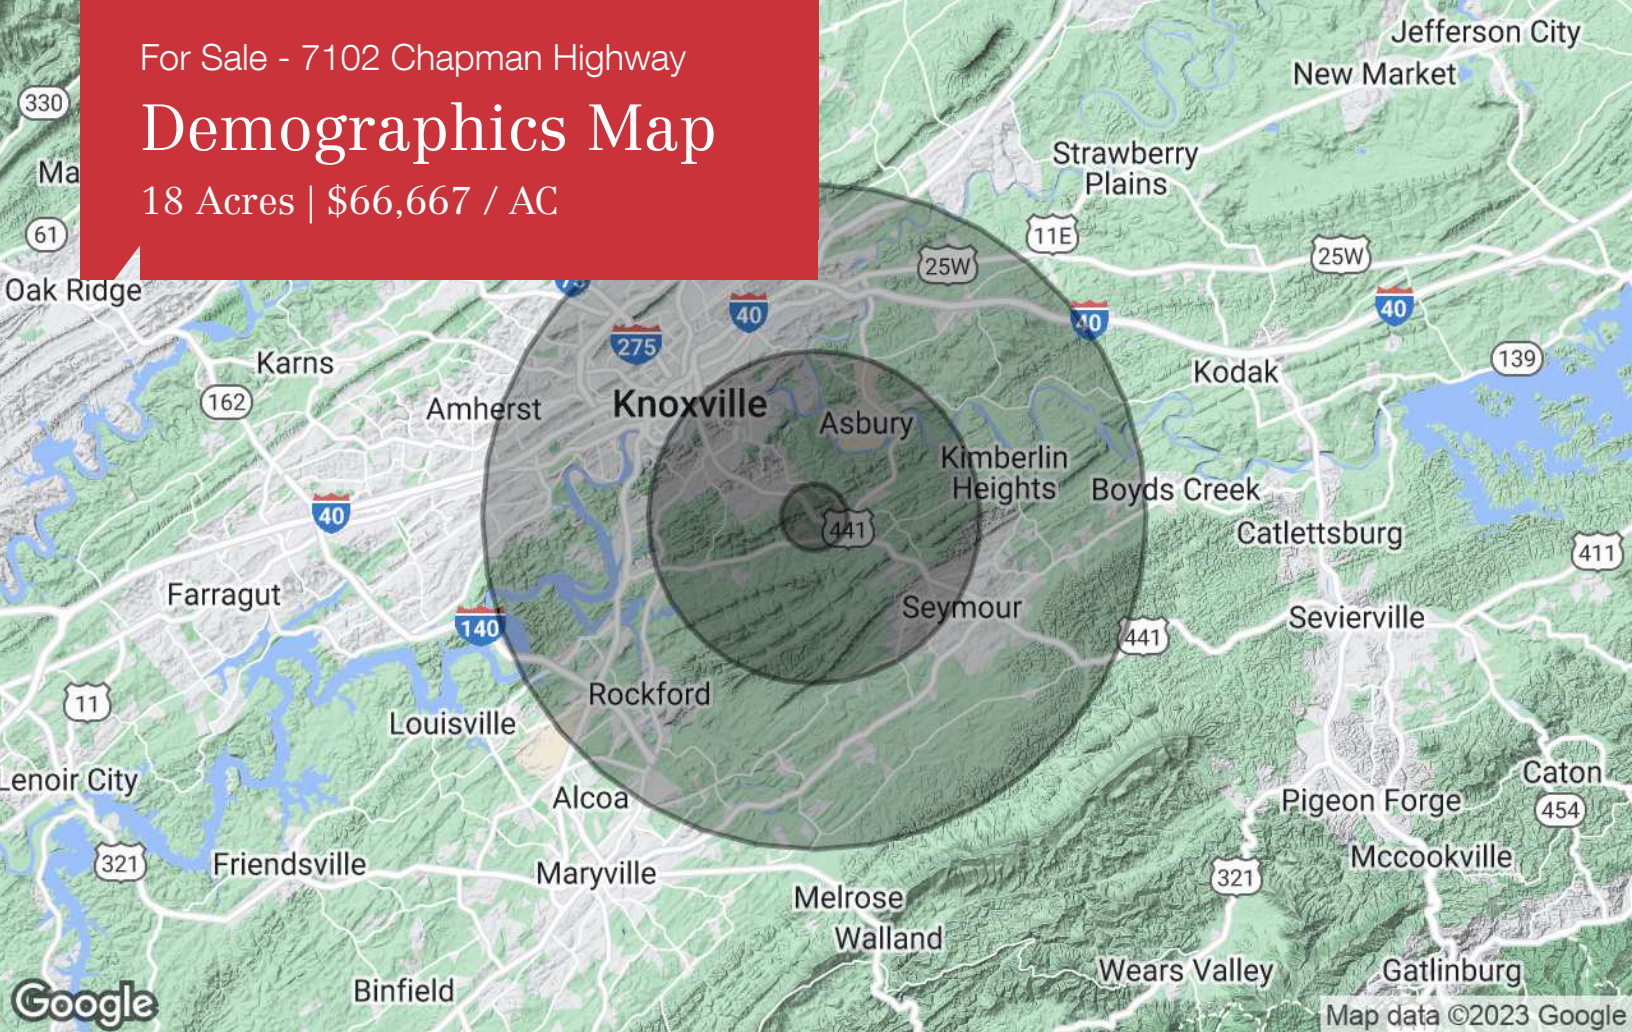 For Sale - 7102 Chapman Highway
Demographics Map
18 Acres | $66,667 / AC
Jefferson City
New Market
330
Strawberry
Plains
Ma
61
11E
25W
25W
Oak Ridge
75
40
40
40
275
139
Karns
Kodak
162
Amherst
Knoxville
Asbury
Kimberlin
Heights
Boyds Creek
40
441
Catlettsburg
411
Farragut
Seymour
Sevierville
140
441
11
Rockford
Louisville
Lenoir City
Caton
Alcoa
Pigeon Forge
454
321
Friendsville
Maryville
Mccookville
321
Melrose
Walland
Wears Valley
Gatlinburg
Binfield
Google
Map data ©2023 Google